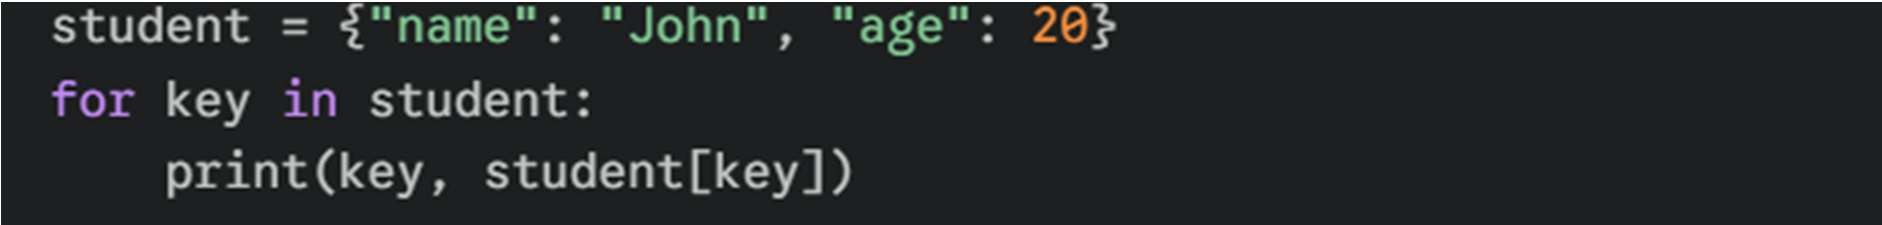 student = {"name": "John", "age": 20}
for key in student:
    print(key, student[key])